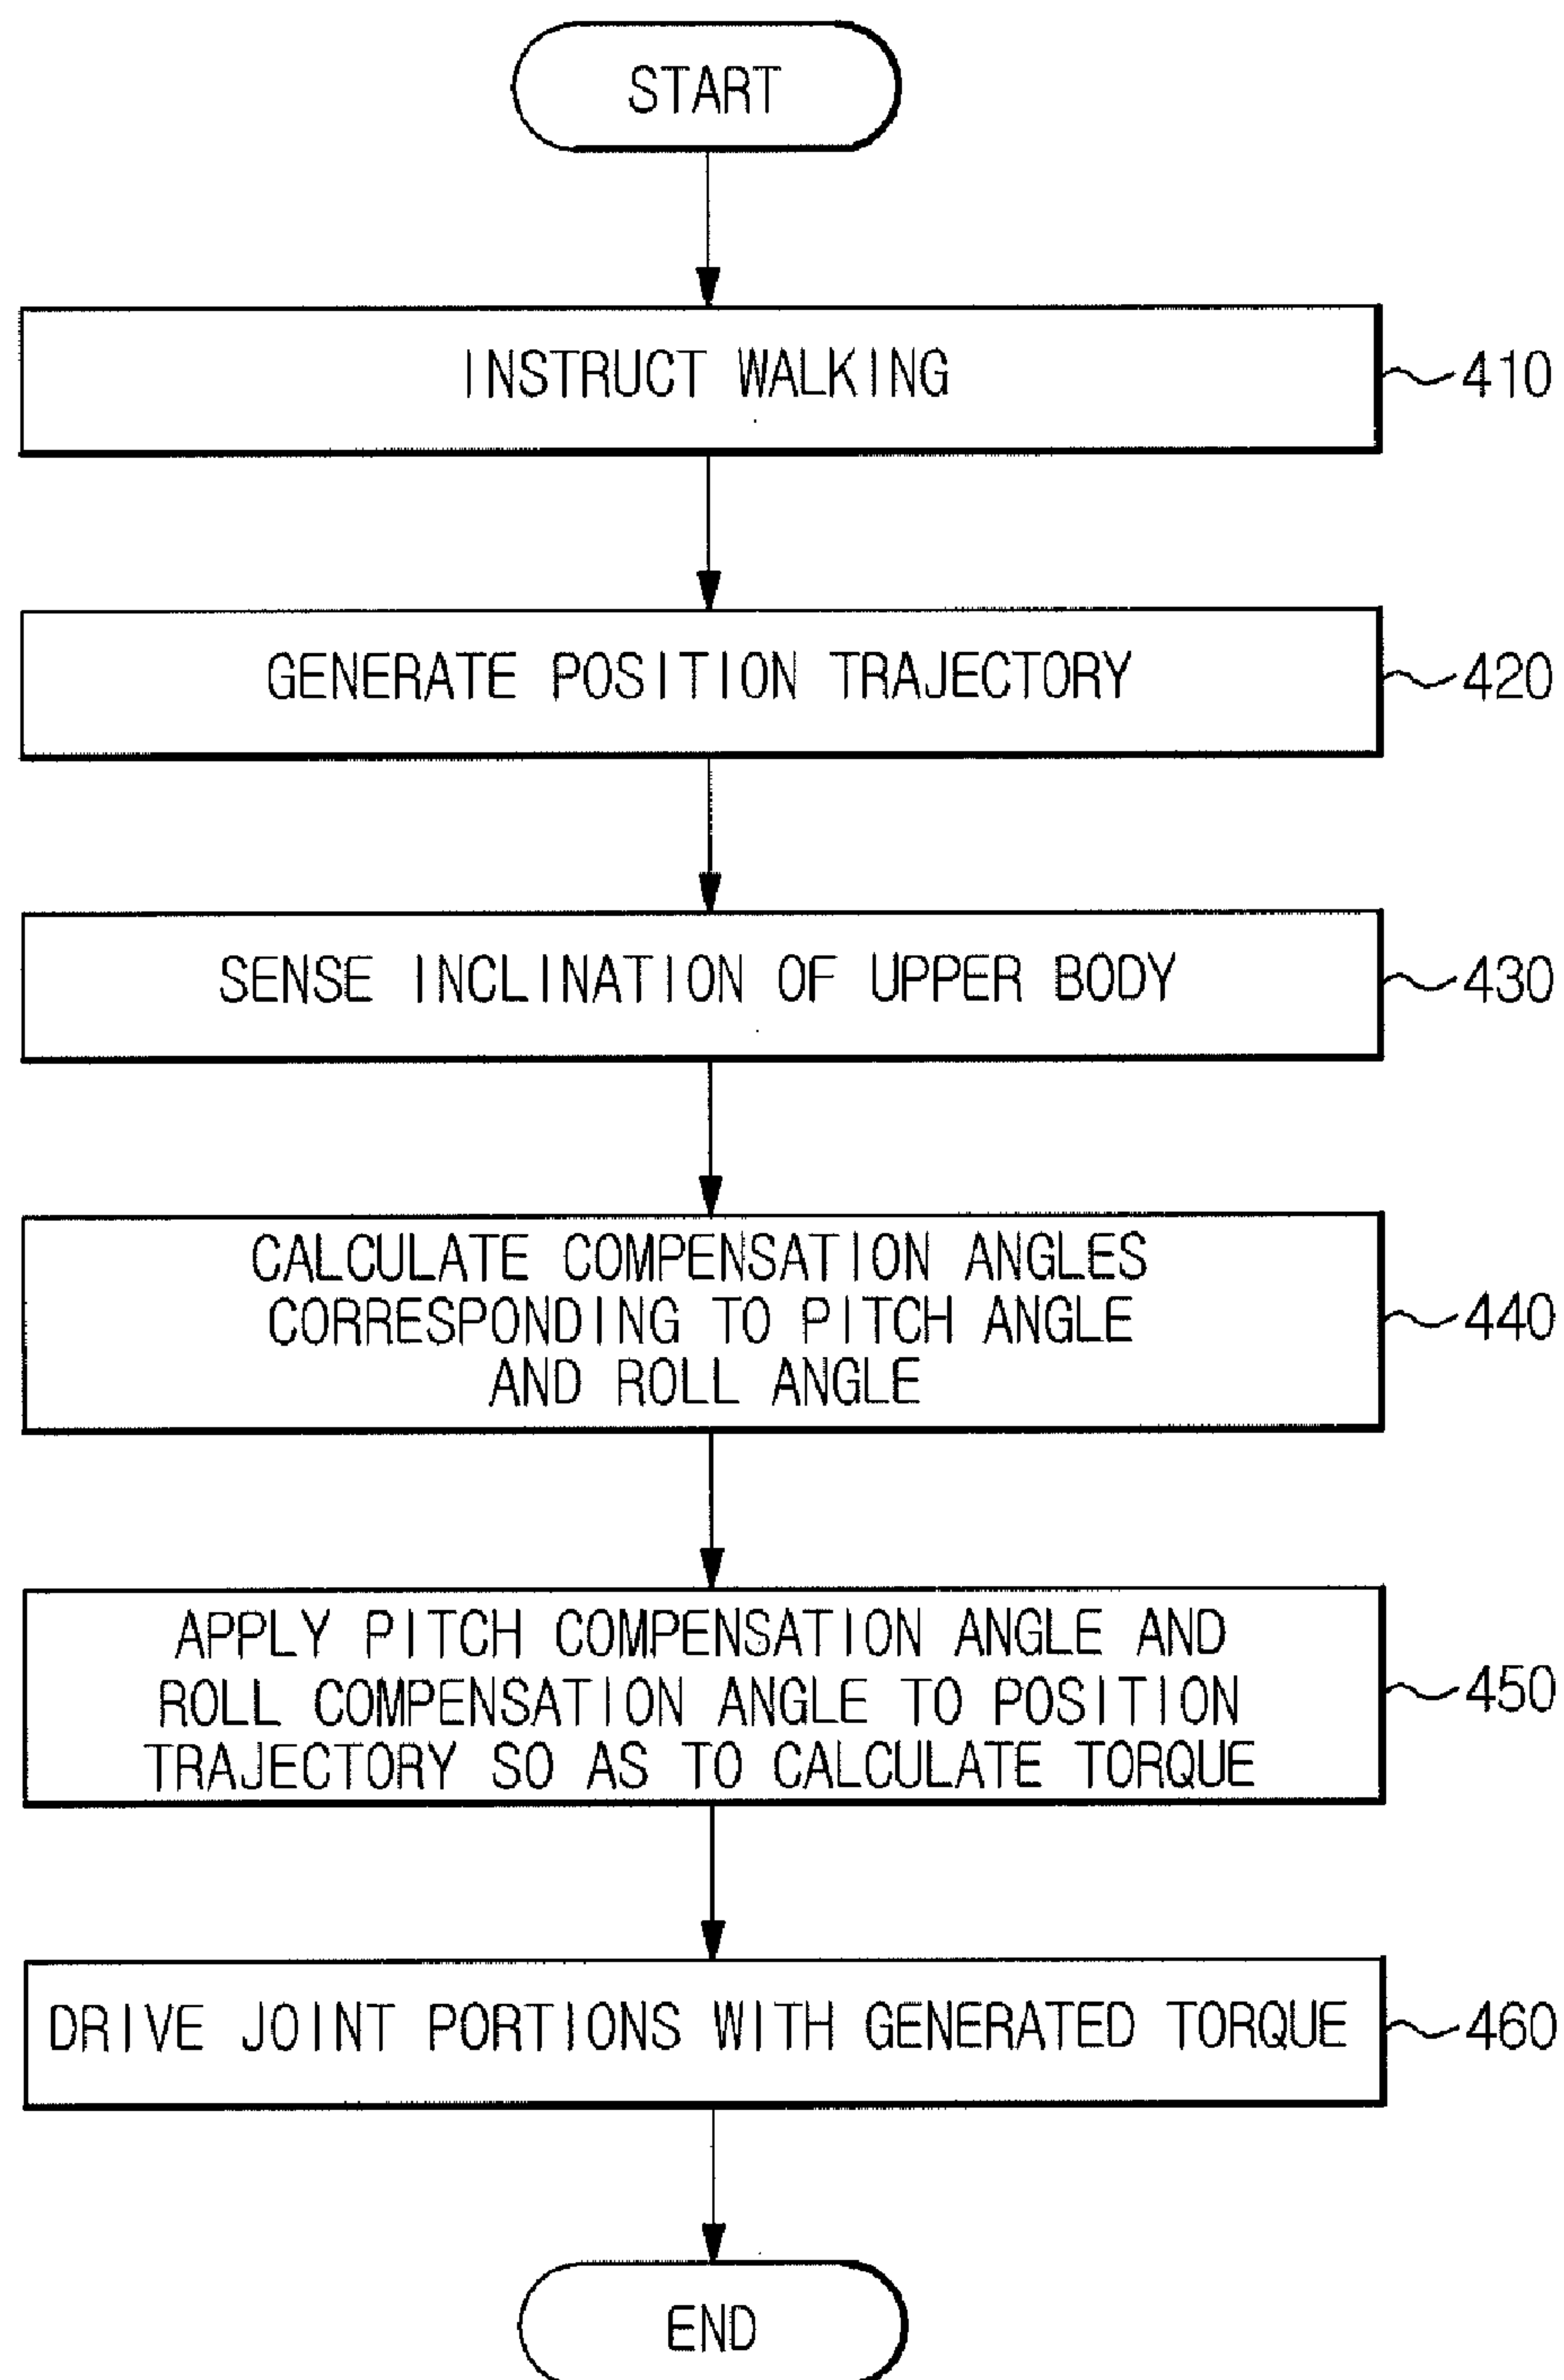 START
INSTRUCT WALKING
410
GENERATE POSITION TRAJECTORY
420
SENSE INCLINATION OF UPPER BODY
430
CALCULATE COMPENSATION ANGLES
CORRESPONDING TO PITCH ANGLE
AND ROLL ANGLE
440
APPLY PITCH COMPENSATION ANGLE AND
ROLL COMPENSATION ANGLE TO POSITION
TRAJECTORY SO AS TO CALCULATE TORQUE
450
DRIVE JOINT PORTIONS WITH GENERATED TORQUE
460
END